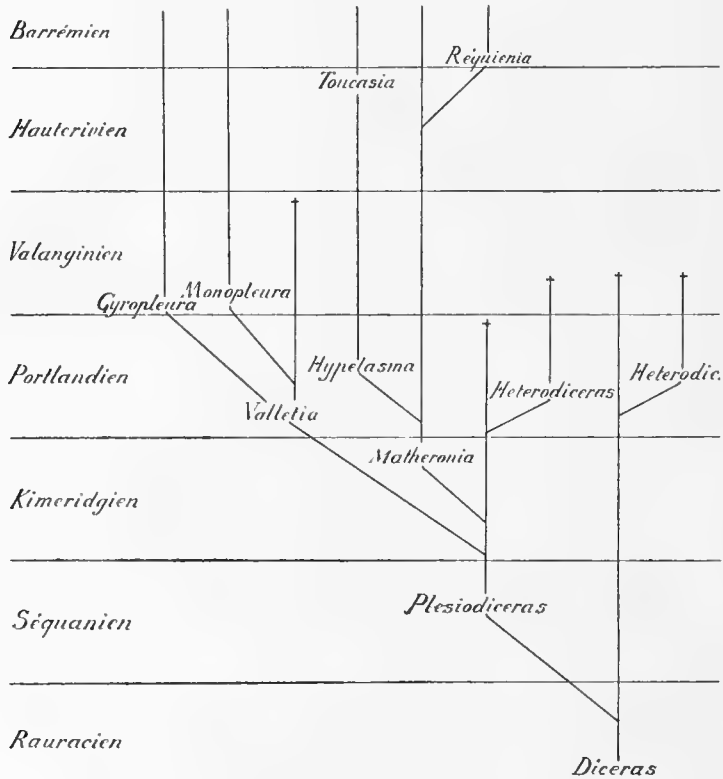 Barrémien
Requienia
Toucasia
Hauterivien
Valanginien
Gyropleura
Monopleura
Portlandien
Hypelasma
Heterodiceras
Heterodic.
Valletia
Matheronia
Kimeridgien
Plesiodiceras
Séquanien
Rauracien
Diceras